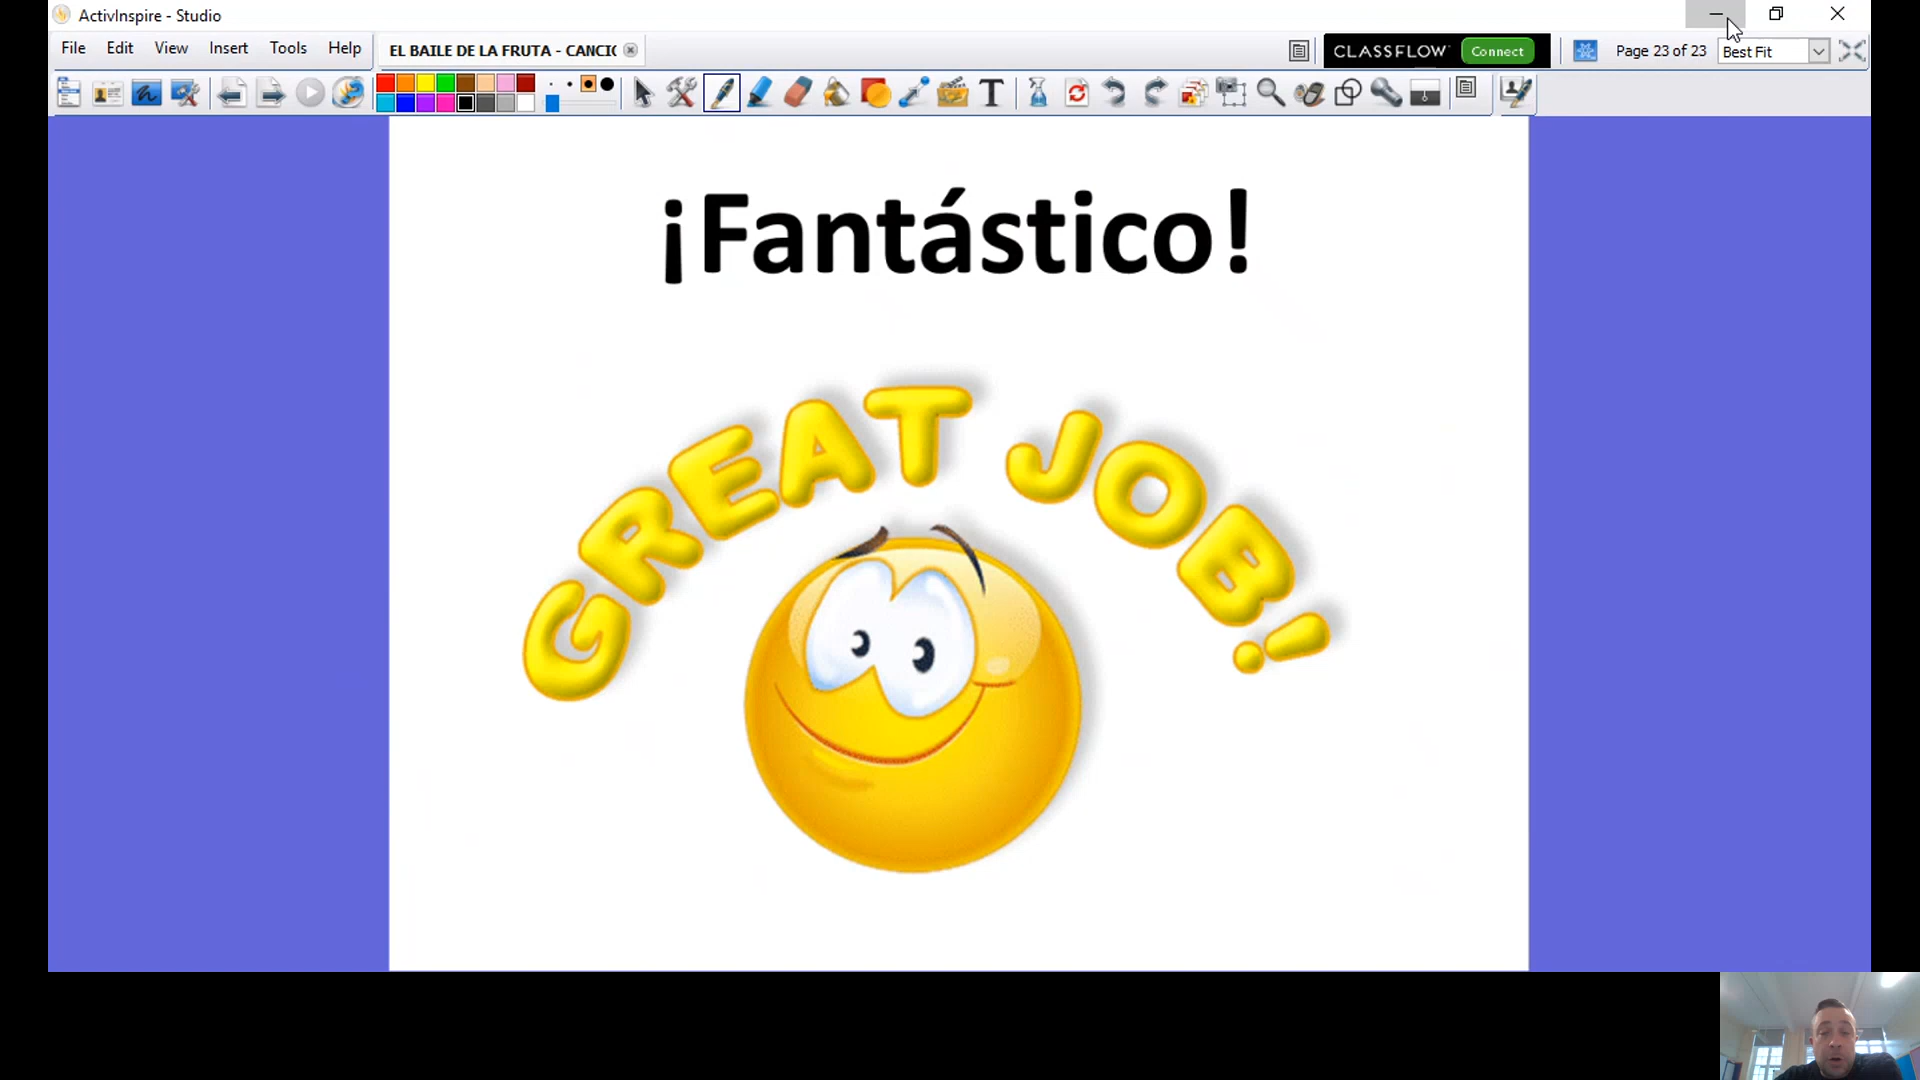 ActivInspire - Studio
File Edit View Insert Tools Help
EL BAILE DE LA FRUTA - CANCIO
CLASSFLOW Connect
Page 23 of 23
Best Fit
¡Fantástico!
GREAT JOB!